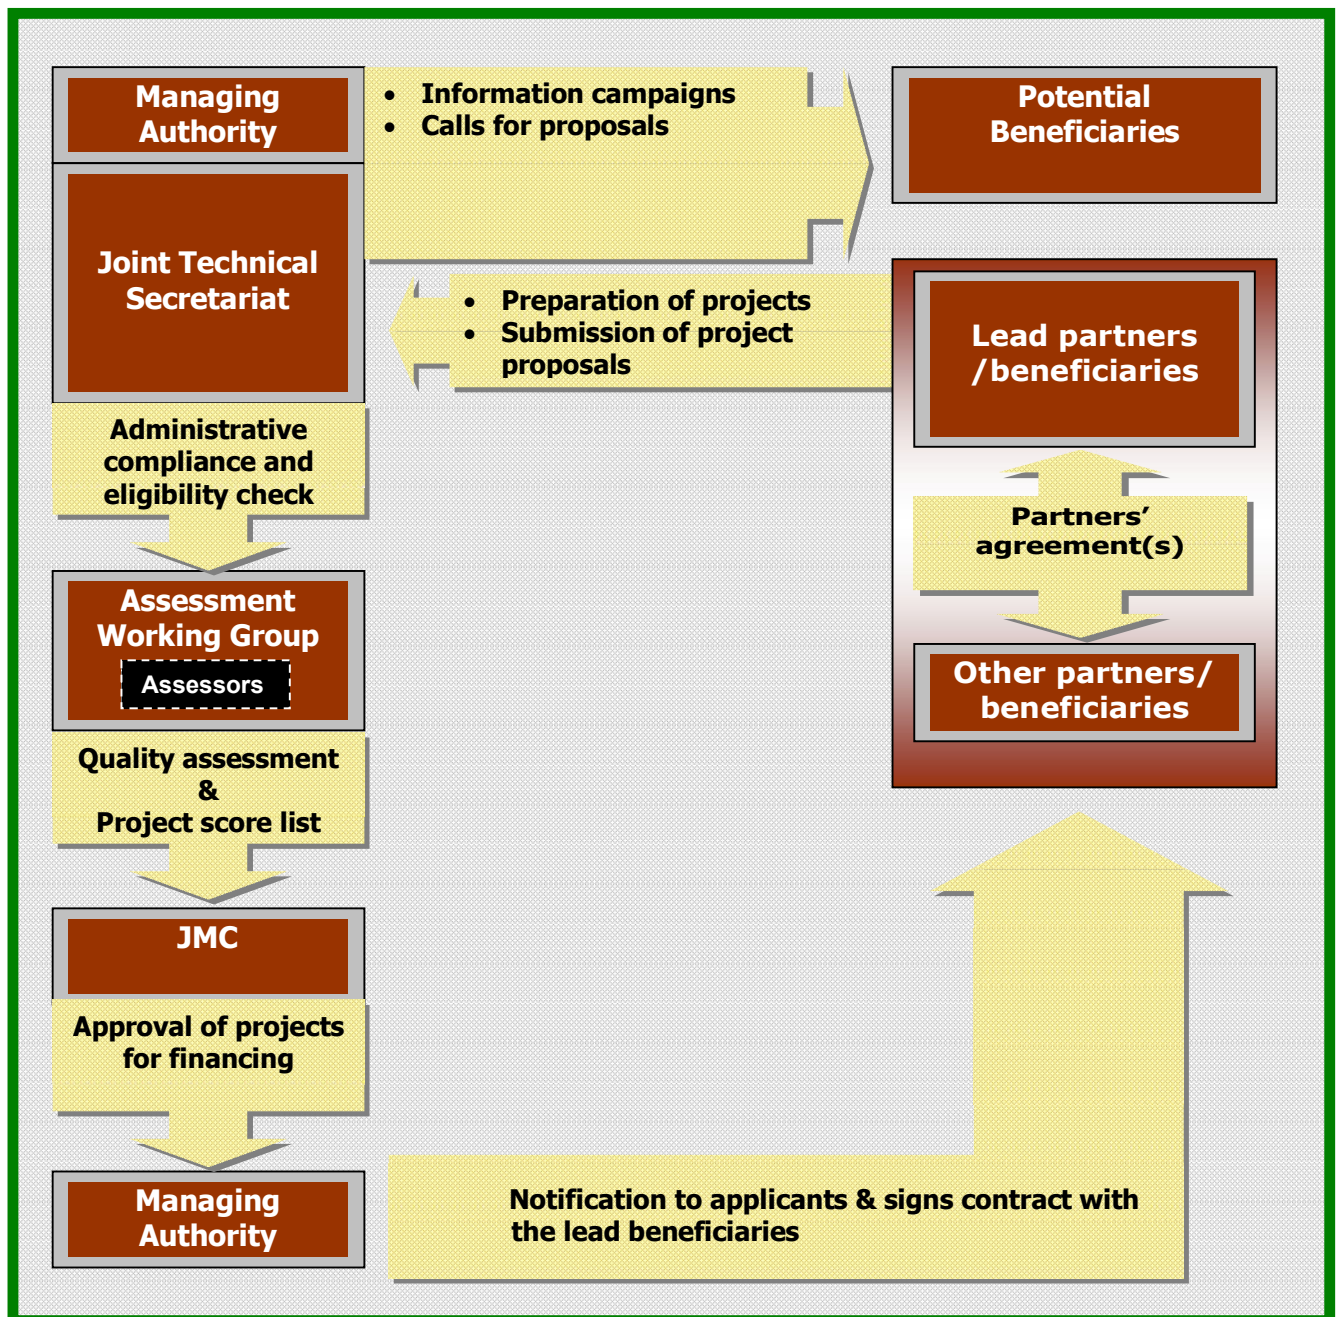 Managing
Authority
• Information campaigns
• Calls for proposals
Potential
Beneficiaries
Joint Technical
Secretariat
• Preparation of projects
• Submission of project
proposals
Lead partners
/beneficiaries
Administrative
compliance and
eligibility check
Partners’
agreement(s)
Assessment
Working Group
Assessors
Other partners/
beneficiaries
Quality assessment
&
Project score list
JMC
Approval of projects
for financing
Managing
Authority
Notification to applicants & signs contract with
the lead beneficiaries